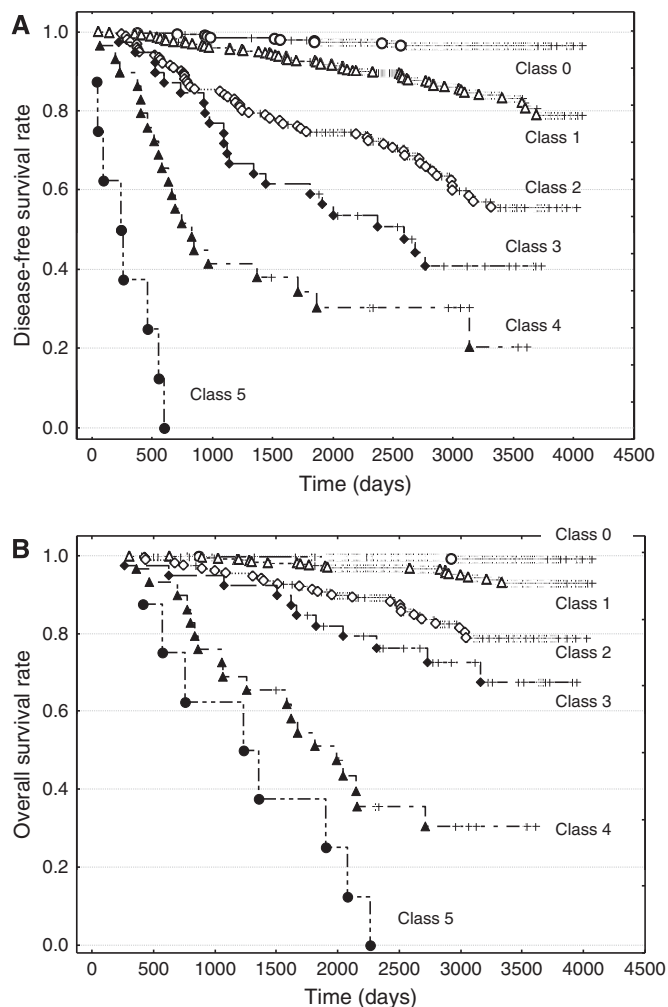 A
Disease-free survival rate
1.0
0.8
0.6
0.4
0.2
0.0
Class 0
Class 1
Class 2
Class 3
Class 4
Class 5
0 500 1000 1500 2000 2500 3000 3500 4000 4500
Time (days)
B
Overall survival rate
1.0
0.8
0.6
0.4
0.2
0.0
Class 0
Class 1
Class 2
Class 3
Class 4
Class 5
0 500 1000 1500 2000 2500 3000 3500 4000 4500
Time (days)